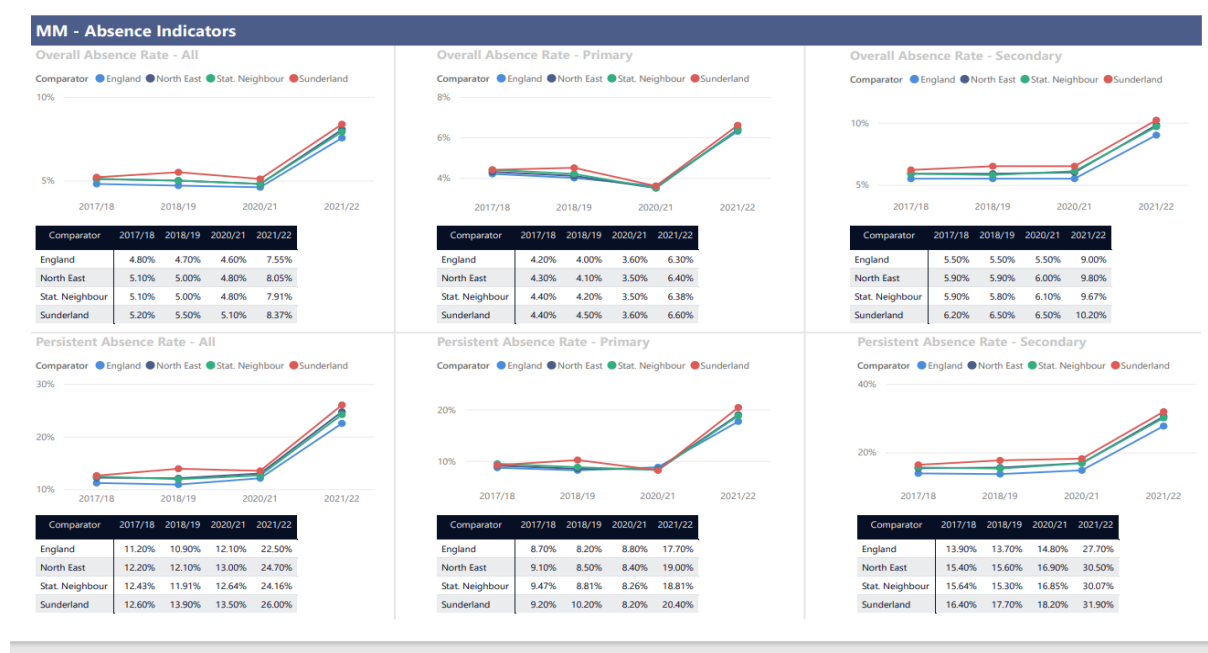 MM - Absence Indicators
Overall Absence Rate - All
Comparator England North East Stat. Neighbour Sunderland
10%
5%
2017/18 2018/19 2020/21 2021/22
Comparator 2017/18 2018/19 2020/21 2021/22
England 4.80% 4.70% 4.60% 7.55%
North East 5.10% 5.00% 4.80% 8.05%
Stat. Neighbour 5.10% 5.00% 4.80% 7.91%
Sunderland 5.20% 5.50% 5.10% 8.37%
Overall Absence Rate - Primary
Comparator England North East Stat. Neighbour Sunderland
8%
6%
4%
2017/18 2018/19 2020/21 2021/22
Comparator 2017/18 2018/19 2020/21 2021/22
England 4.20% 4.00% 3.60% 6.30%
North East 4.30% 4.10% 3.50% 6.40%
Stat. Neighbour 4.40% 4.20% 3.50% 6.38%
Sunderland 4.40% 4.50% 3.60% 6.60%
Overall Absence Rate - Secondary
Comparator England North East Stat. Neighbour Sunderland
10%
5%
2017/18 2018/19 2020/21 2021/22
Comparator 2017/18 2018/19 2020/21 2021/22
England 5.50% 5.50% 5.50% 9.00%
North East 5.90% 5.90% 6.00% 9.80%
Stat. Neighbour 5.90% 5.80% 6.10% 9.67%
Sunderland 6.20% 6.50% 6.50% 10.20%
Persistent Absence Rate - All
Comparator England North East Stat. Neighbour Sunderland
30%
20%
10%
2017/18 2018/19 2020/21 2021/22
Comparator 2017/18 2018/19 2020/21 2021/22
England 11.20% 10.90% 12.10% 22.50%
North East 12.20% 12.10% 13.00% 24.70%
Stat. Neighbour 12.43% 11.91% 12.64% 24.16%
Sunderland 12.60% 13.90% 13.50% 26.00%
Persistent Absence Rate - Primary
Comparator England North East Stat. Neighbour Sunderland
20%
10%
2017/18 2018/19 2020/21 2021/22
Comparator 2017/18 2018/19 2020/21 2021/22
England 8.70% 8.20% 8.80% 17.70%
North East 9.10% 8.50% 8.40% 19.00%
Stat. Neighbour 9.47% 8.81% 8.26% 18.81%
Sunderland 9.20% 10.20% 8.20% 20.40%
Persistent Absence Rate - Secondary
Comparator England North East Stat. Neighbour Sunderland
40%
20%
2017/18 2018/19 2020/21 2021/22
Comparator 2017/18 2018/19 2020/21 2021/22
England 13.90% 13.70% 14.80% 27.70%
North East 15.40% 15.60% 16.90% 30.50%
Stat. Neighbour 15.64% 15.30% 16.85% 30.07%
Sunderland 16.40% 17.70% 18.20% 31.90%